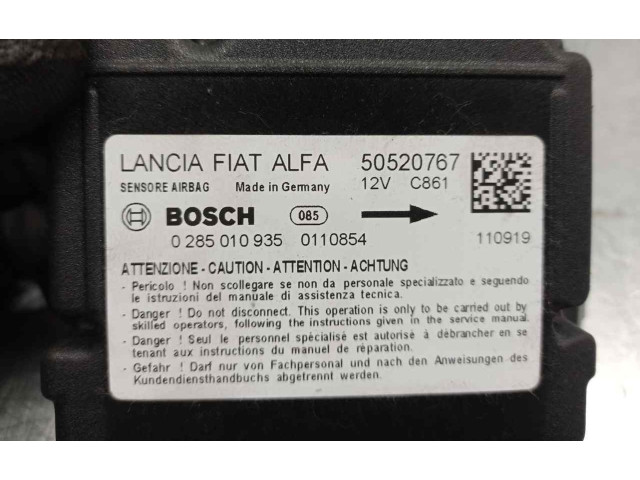 LANCIA FIAT ALFA 50520767
SENSORE AIRBAG Made in Germany 12V C861
BOSCH 085
0 285 010 935 0110854 110919
ATTENZIONE - CAUTION - ATTENTION - ACHTUNG
- Pericolo ! Non scollegare se non da personale specializzato e seguendo
le istruzioni del manuale di assistenza tecnica.
- Danger ! Do not disconnect. This operation is only to be carried out by
skilled operators, following the instructions given in the service manual.
- Danger ! Seul le personnel spécialisé est autorisé à débrancher en se
tenant aux instructions du manuel de réparation.
- Gefahr ! Darf nur von Fachpersonal und nach den Anweisungen des
Kundendiensthandbuchs abgetrennt werden.